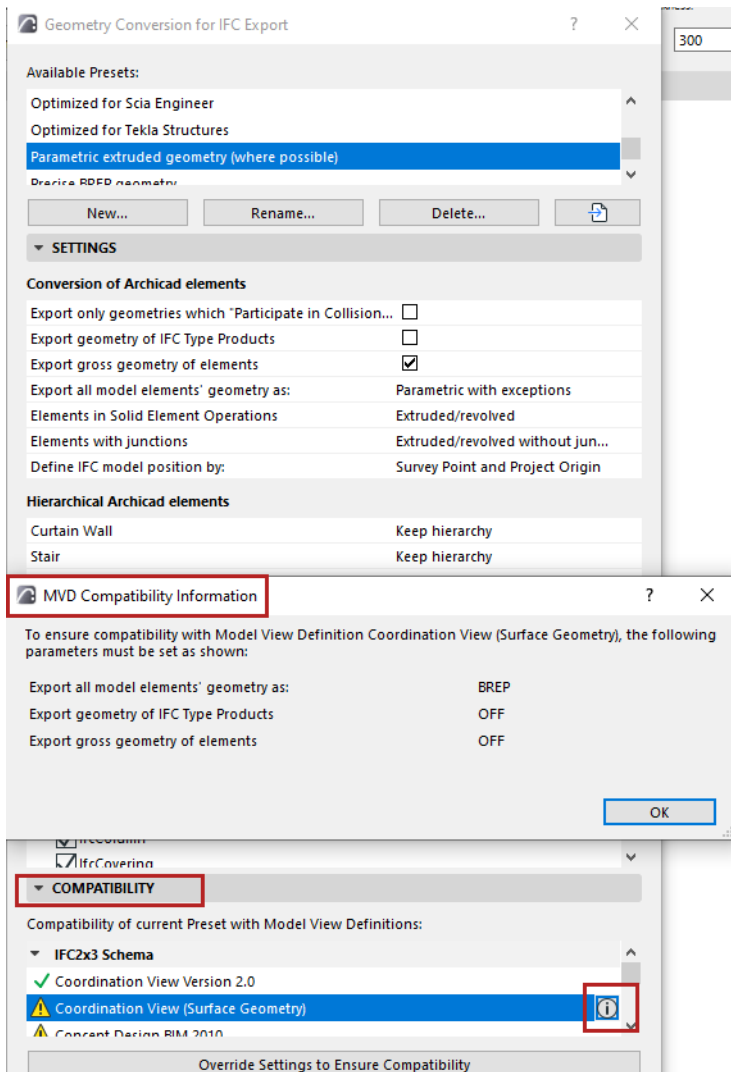 Geometry Conversion for IFC Export
300
Available Presets:
Optimized for Scia Engineer
Optimized for Tekla Structures
Parametric extruded geometry (where possible)
Precise BREP geometry
New... Rename... Delete...
SETTINGS
Conversion of Archicad elements
Export only geometries which "Participate in Collision...
Export geometry of IFC Type Products
Export gross geometry of elements
Export all model elements' geometry as: Parametric with exceptions
Elements in Solid Element Operations Extruded/revolved
Elements with junctions Extruded/revolved without jun...
Define IFC model position by: Survey Point and Project Origin
Hierarchical Archicad elements
Curtain Wall Keep hierarchy
Stair Keep hierarchy
MVD Compatibility Information
To ensure compatibility with Model View Definition Coordination View (Surface Geometry), the following
parameters must be set as shown:
Export all model elements' geometry as: BREP
Export geometry of IFC Type Products OFF
Export gross geometry of elements OFF
OK
IfcColumn
IfcCovering
COMPATIBILITY
Compatibility of current Preset with Model View Definitions:
IFC2x3 Schema
Coordination View Version 2.0
Coordination View (Surface Geometry)
Concept Design BIM 2010
Override Settings to Ensure Compatibility